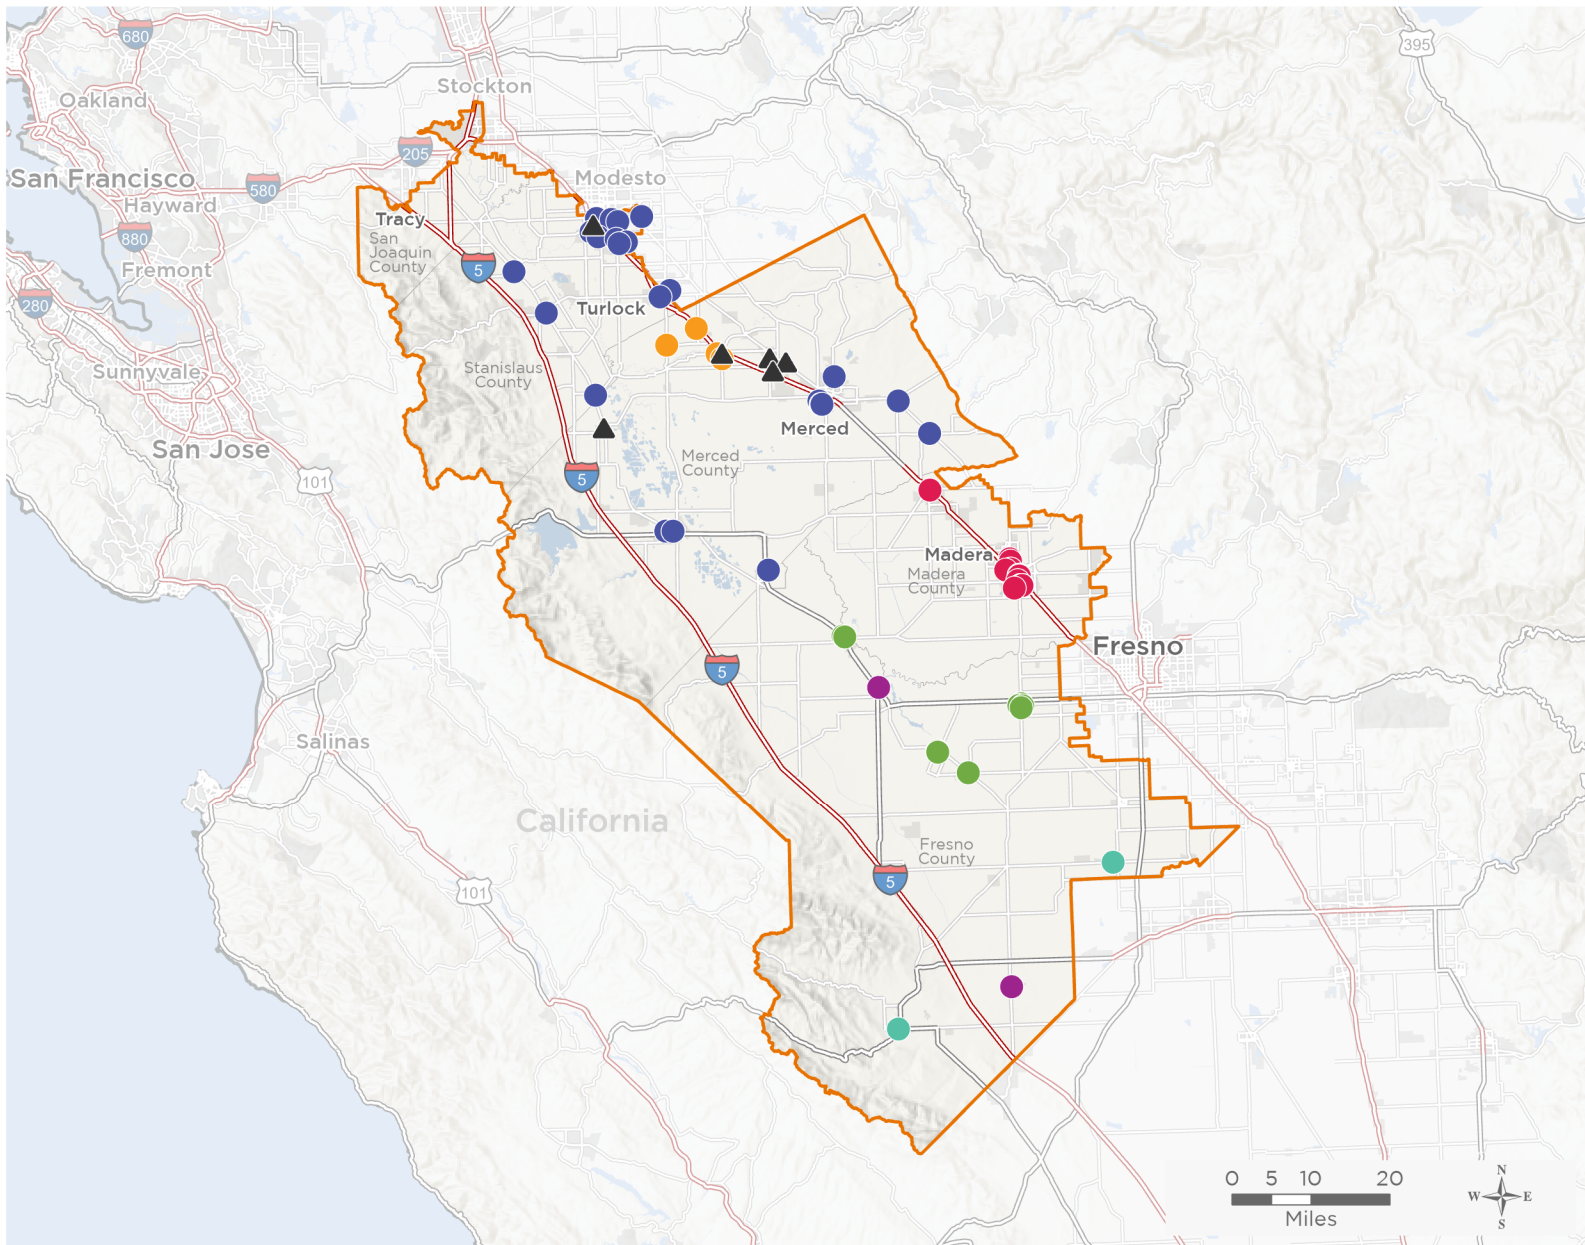 680
395
Stockton
Oakland
205
San Francisco
580
Modesto
Hayward
Tracy
880
San
Joaquin
County
Fremont
5
280
Turlock
Sunnyvale
Stanislaus
County
Merced
San Jose
Merced
County
101
5
Madera
Madera
County
Fresno
5
Salinas
California
Fresno
County
5
101
0 5 10 20
Miles
N
W E
S